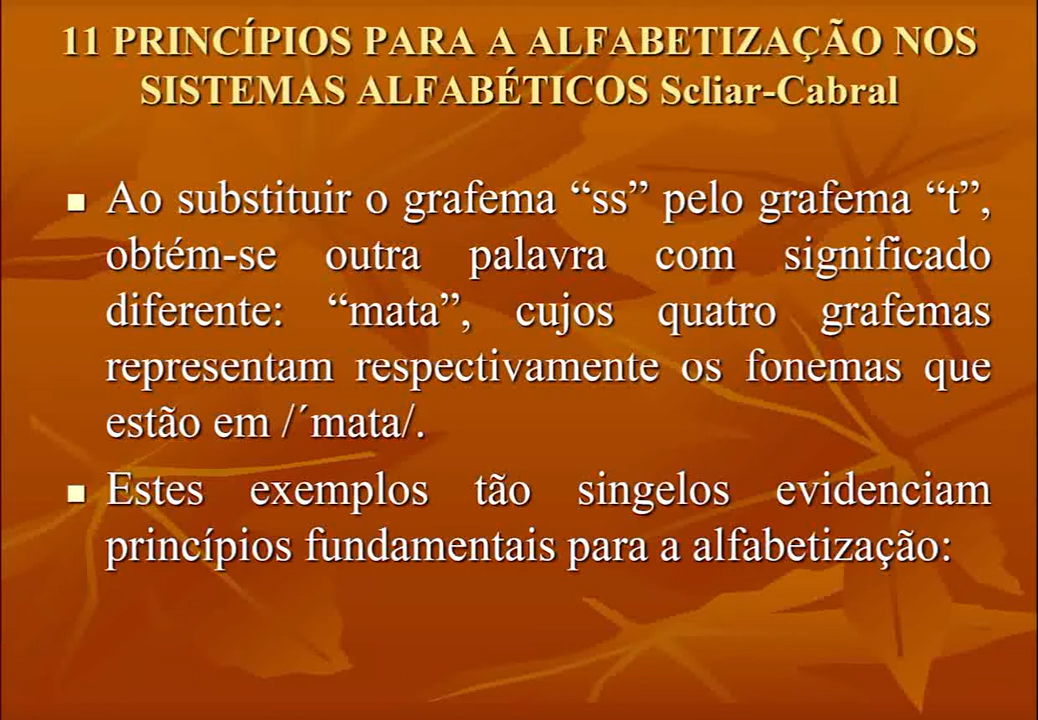 11 PRINCÍPIOS PARA A ALFABETIZAÇÃO NOS
SISTEMAS ALFABÉTICOS Scliar-Cabral
Ao substituir o grafema “ss” pelo grafema “t”,
obtém-se outra palavra com significado
diferente: “mata”, cujos quatro grafemas
representam respectivamente os fonemas que
estão em /´mata/.
Estes exemplos tão singelos evidenciam
princípios fundamentais para a alfabetização: